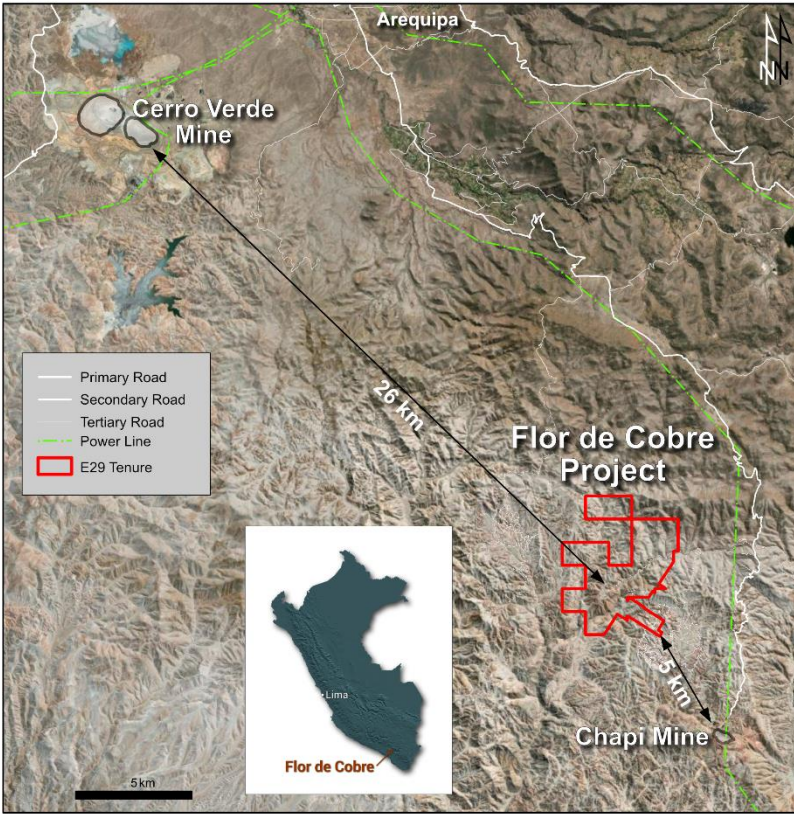 Arequipa
N
Cerro Verde
Mine
26 km
Primary Road
Secondary Road
Tertiary Road
Power Line
E29 Tenure
Flor de Cobre
Project
5 km
Chapi Mine
Lima
Flor de Cobre
5 km